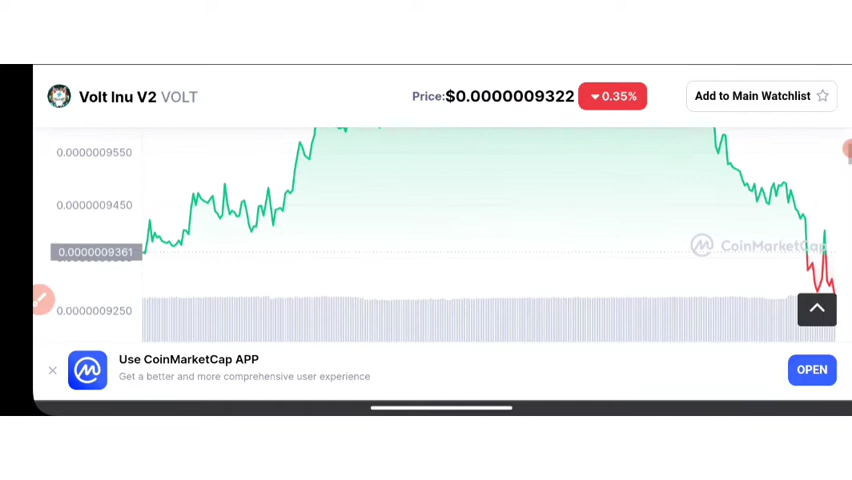 Volt Inu V2 VOLT
Price:$0.0000009322 0.35%
Add to Main Watchlist
0.0000009550
0.0000009450
0.0000009361
CoinMarketCap
0.0000009250
Use CoinMarketCap APP
Get a better and more comprehensive user experience
OPEN